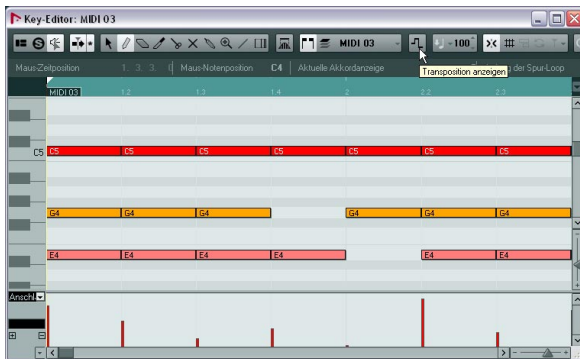 Key-Editor: MIDI 03
MIDI 03 -100
Maus-Zeitposition 1. 3. 3. Maus-Notenposition C4 Aktuelle Akkordanzeige der Spur-Loop
Transposition anzeigen
MIDI 03 1.2 1.3 1.4 2 2.2 2.3
C5 C5 C5 C5 C5 C5 C5 C5
G4 G4 G4 G4 G4 G4
E4 E4 E4 E4 E4 E4
Anschl